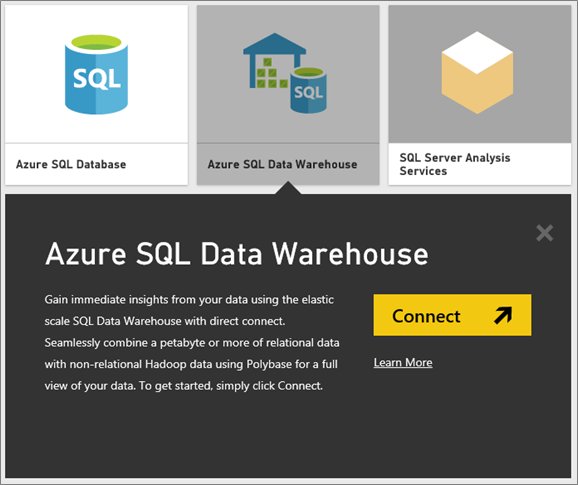 SQL
SQL
Azure SQL Database
Azure SQL Data Warehouse
SQL Server Analysis
Services
Azure SQL Data Warehouse
Gain immediate insights from your data using the elastic
scale SQL Data Warehouse with direct connect.
Seamlessly combine a petabyte or more of relational data
with non-relational Hadoop data using Polybase for a full
view of your data. To get started, simply click Connect.
Connect
Learn More